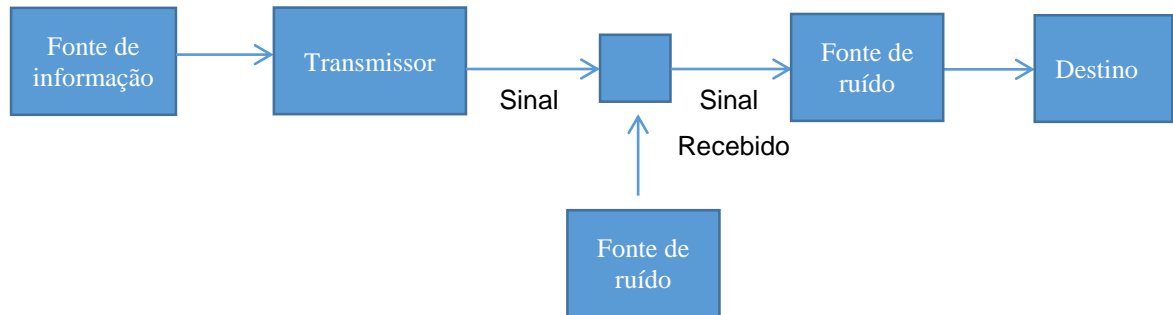 Fonte de
informação
Transmissor
Sinal
Sinal
Recebido
Fonte de
ruído
Destino
Fonte de
ruído